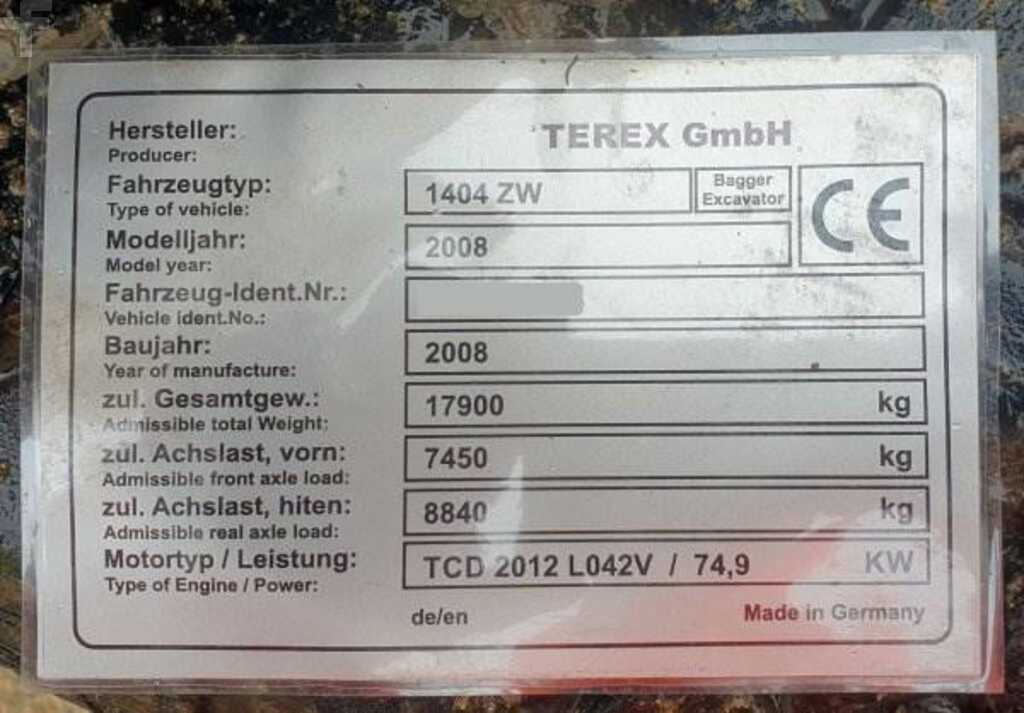 Hersteller: TEREX GmbH
Producer:
Fahrzeugtyp: 1404 ZW Bagger
Type of vehicle: Excavator
CE
Modelljahr: 2008
Model year:
Fahrzeug-Ident.Nr.:
Vehicle ident.No.:
Baujahr: 2008
Year of manufacture:
zul. Gesamtgew.: 17900 kg
Admissible total Weight:
zul. Achslast, vorn: 7450 kg
Admissible front axle load:
zul. Achslast, hiten: 8840 kg
Admissible real axle load:
Motortyp / Leistung: TCD 2012 L042V / 74,9 KW
Type of Engine / Power:
de/en Made in Germany